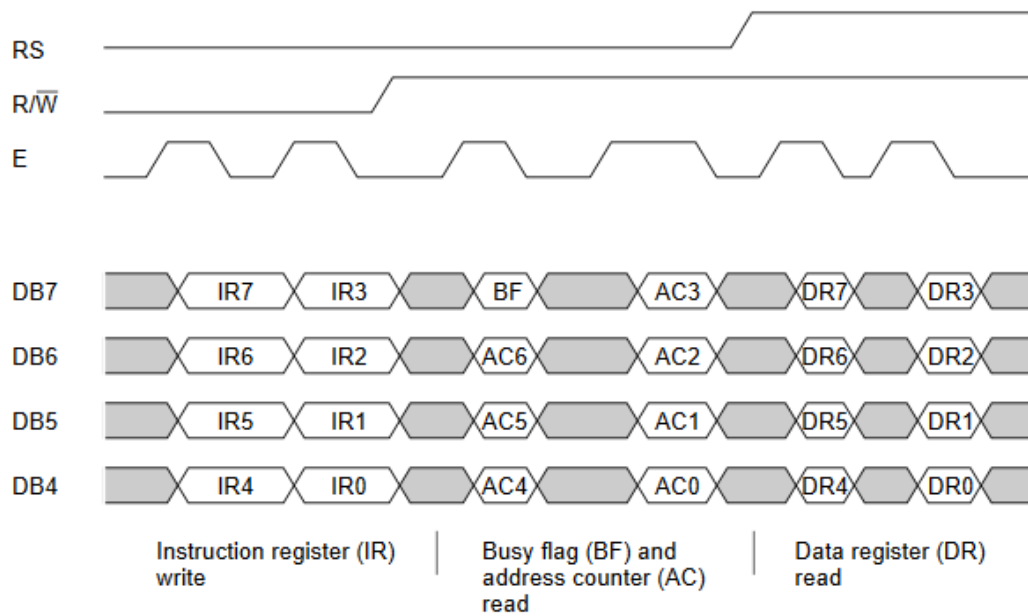 RS
R/W̅
E
DB7 IR7 IR3 BF AC3 DR7 DR3
DB6 IR6 IR2 AC6 AC2 DR6 DR2
DB5 IR5 IR1 AC5 AC1 DR5 DR1
DB4 IR4 IR0 AC4 AC0 DR4 DR0
Instruction register (IR)
write
Busy flag (BF) and
address counter (AC)
read
Data register (DR)
read